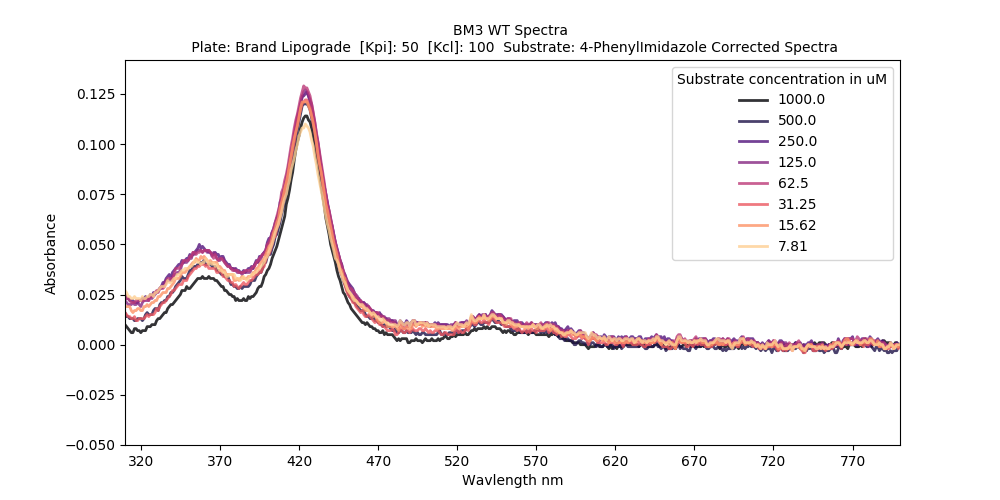 BM3 WT Spectra
Plate: Brand Lipograde  [Kpi]: 50  [Kcl]: 100  Substrate: 4-PhenylImidazole Corrected Spectra
Substrate concentration in uM
1000.0
500.0
250.0
125.0
62.5
31.25
15.62
7.81
Absorbance
0.125
0.100
0.075
0.050
0.025
0.000
−0.025
−0.050
320 370 420 470 520 570 620 670 720 770
Wavlength nm